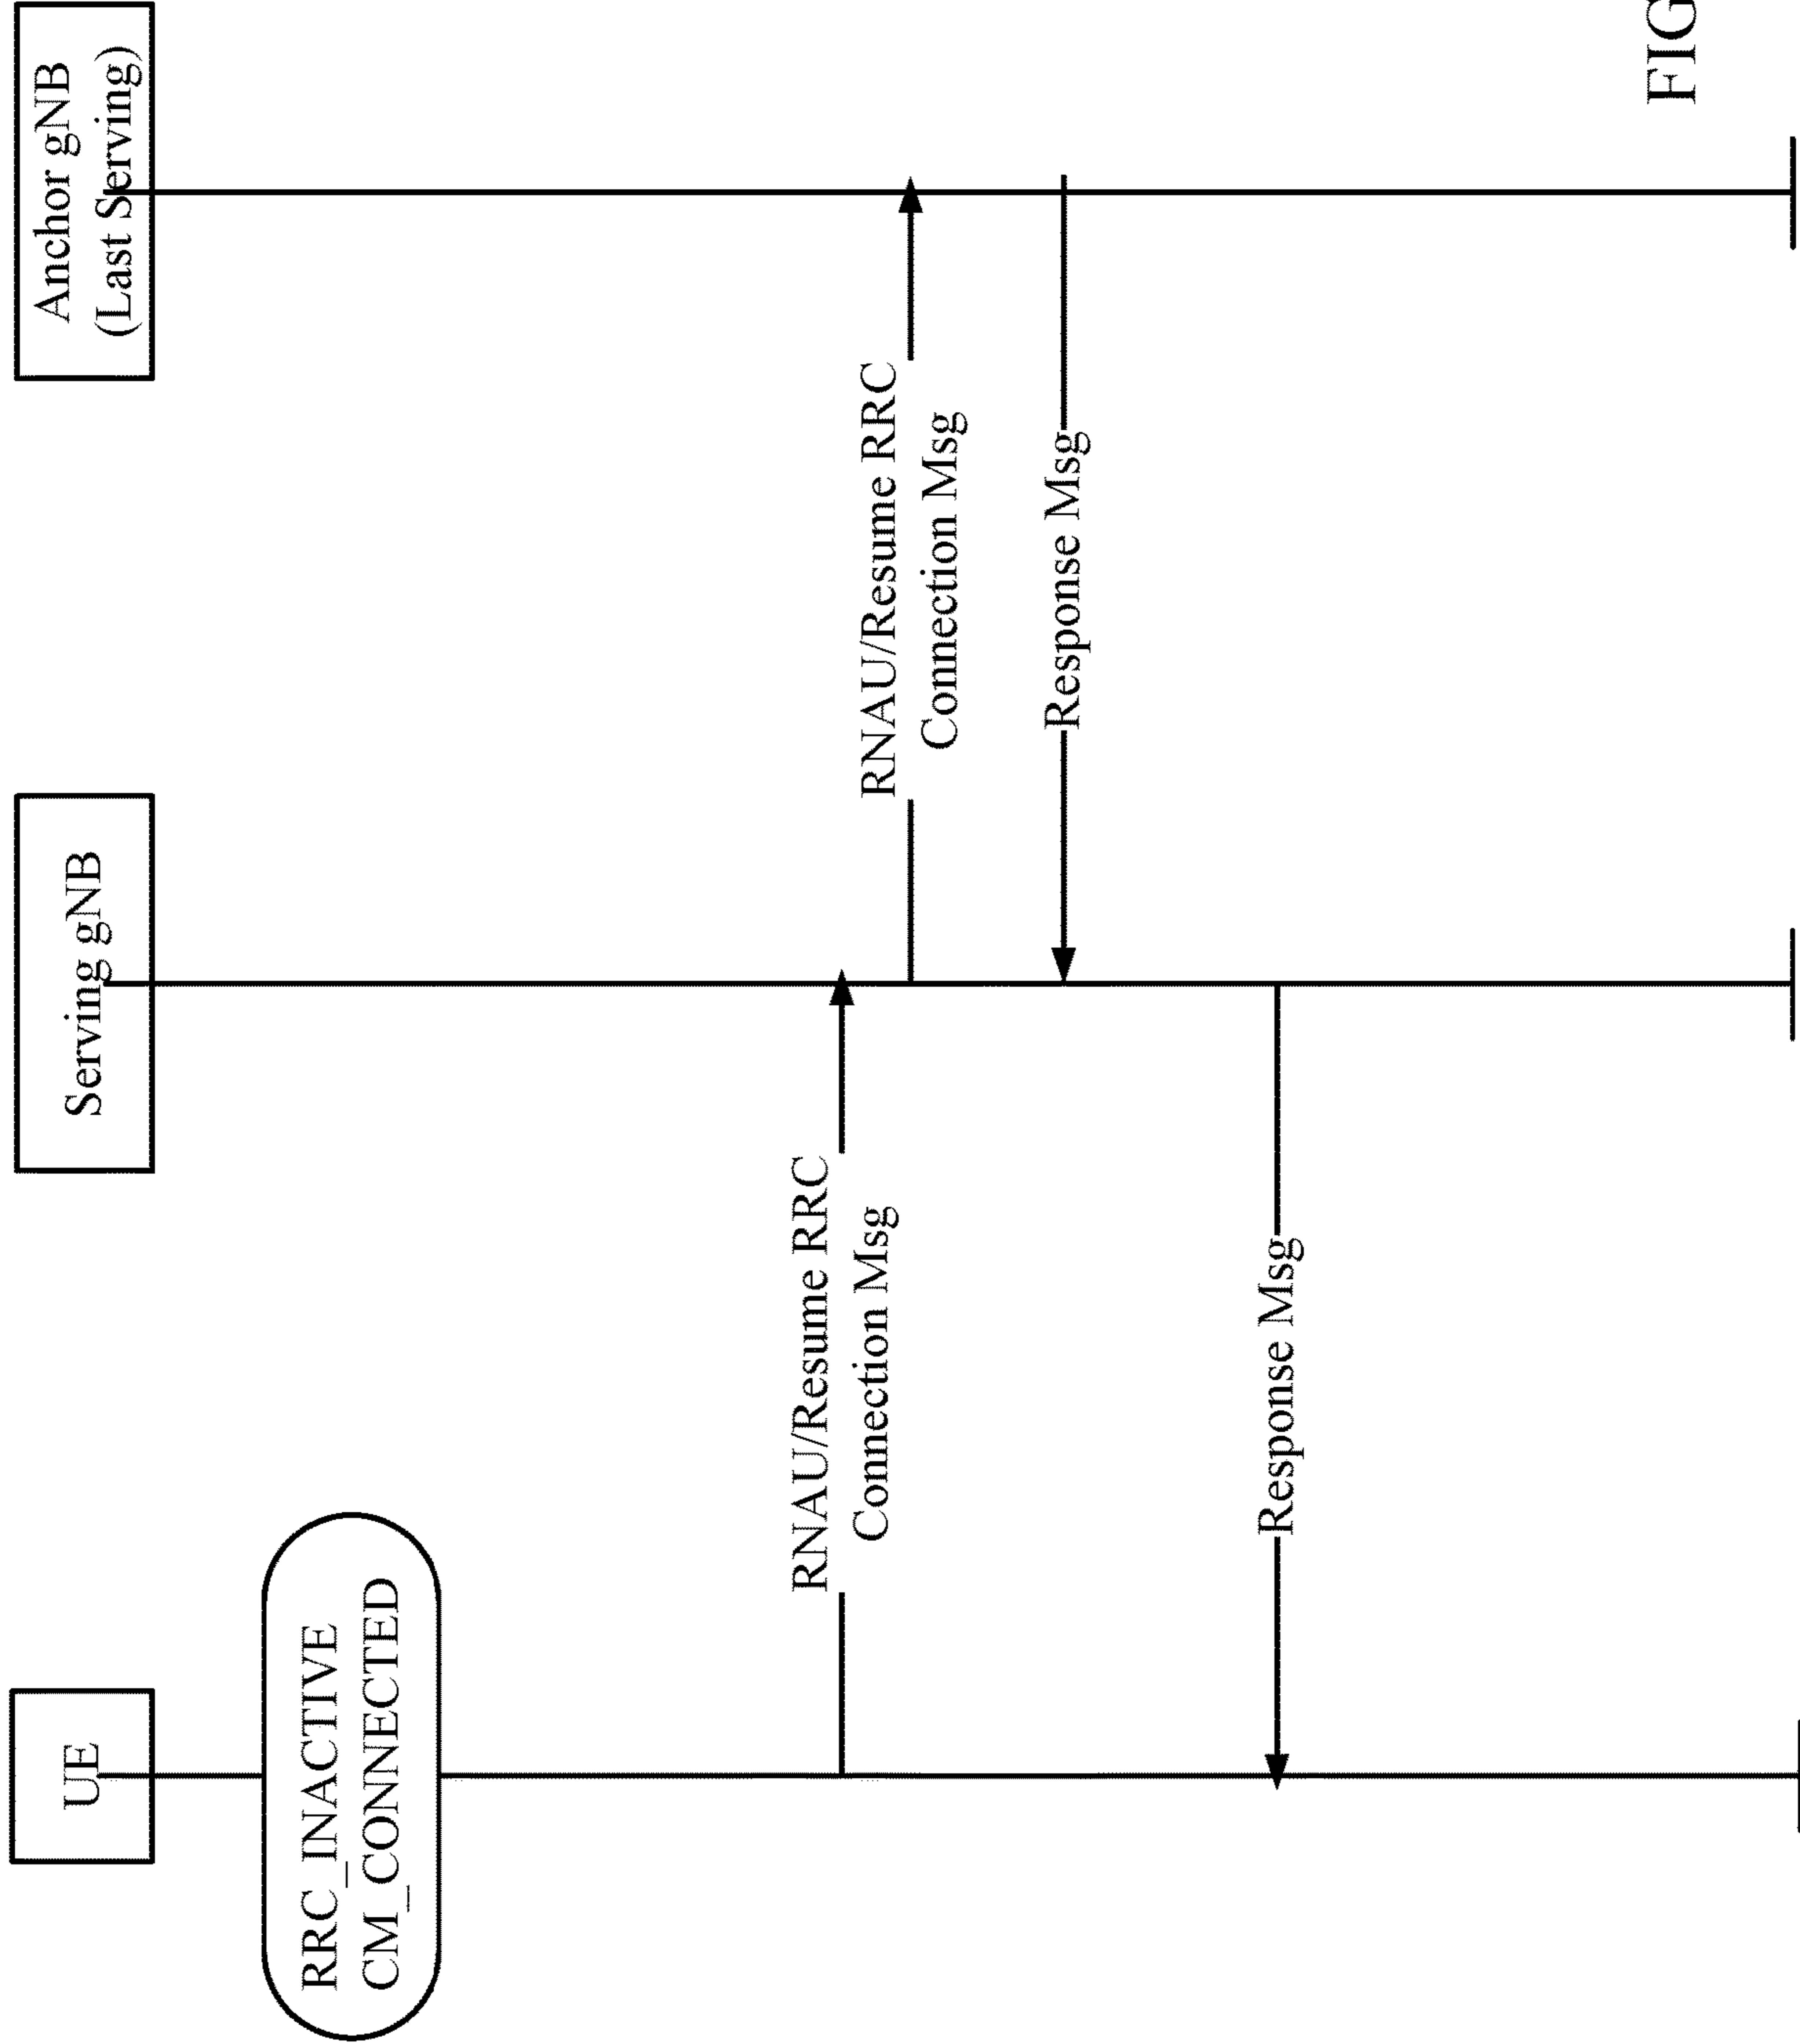 UE
Serving gNB
Anchor gNB
(Last Serving)
RRC_INACTIVE
CM_CONNECTED
RNAU/Resume RRC
Connection Msg
RNAU/Resume RRC
Connection Msg
Response Msg
Response Msg
FIG